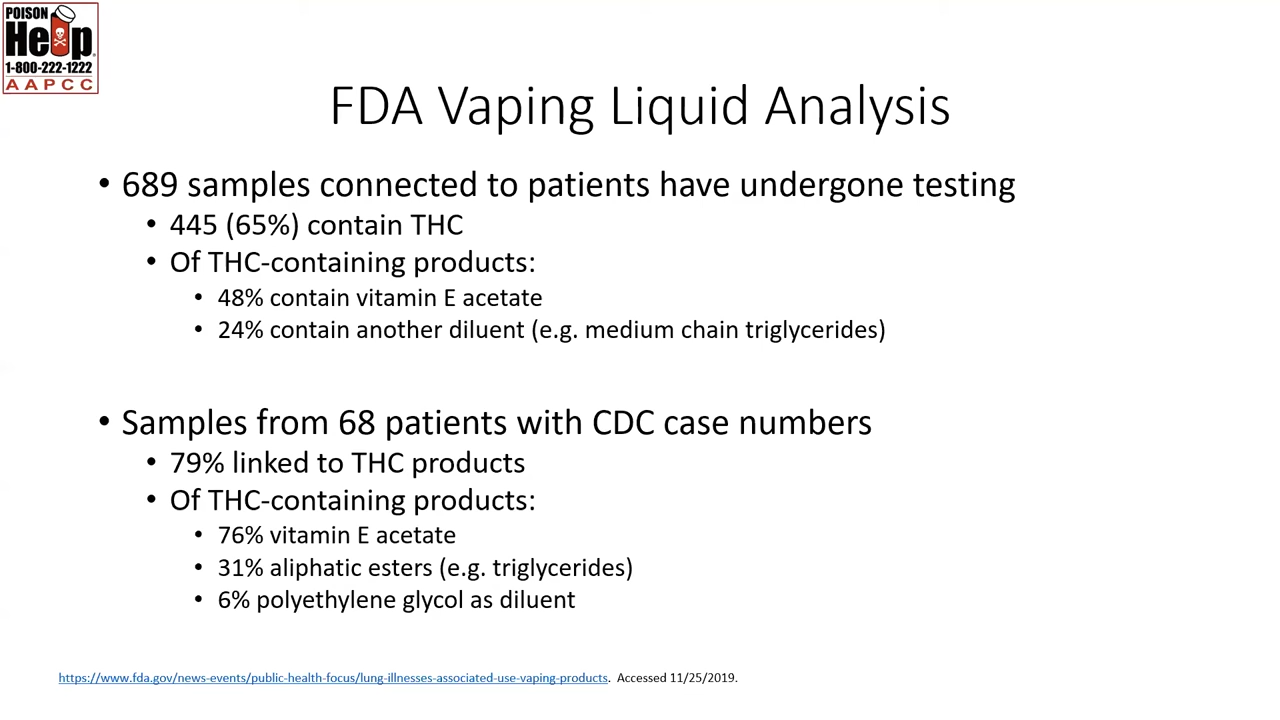 POISON
Help
1-800-222-1222
AAPCC
FDA Vaping Liquid Analysis
• 689 samples connected to patients have undergone testing
• 445 (65%) contain THC
• Of THC-containing products:
• 48% contain vitamin E acetate
• 24% contain another diluent (e.g. medium chain triglycerides)
• Samples from 68 patients with CDC case numbers
• 79% linked to THC products
• Of THC-containing products:
• 76% vitamin E acetate
• 31% aliphatic esters (e.g. triglycerides)
• 6% polyethylene glycol as diluent
https://www.fda.gov/news-events/public-health-focus/lung-illnesses-associated-use-vaping-products. Accessed 11/25/2019.